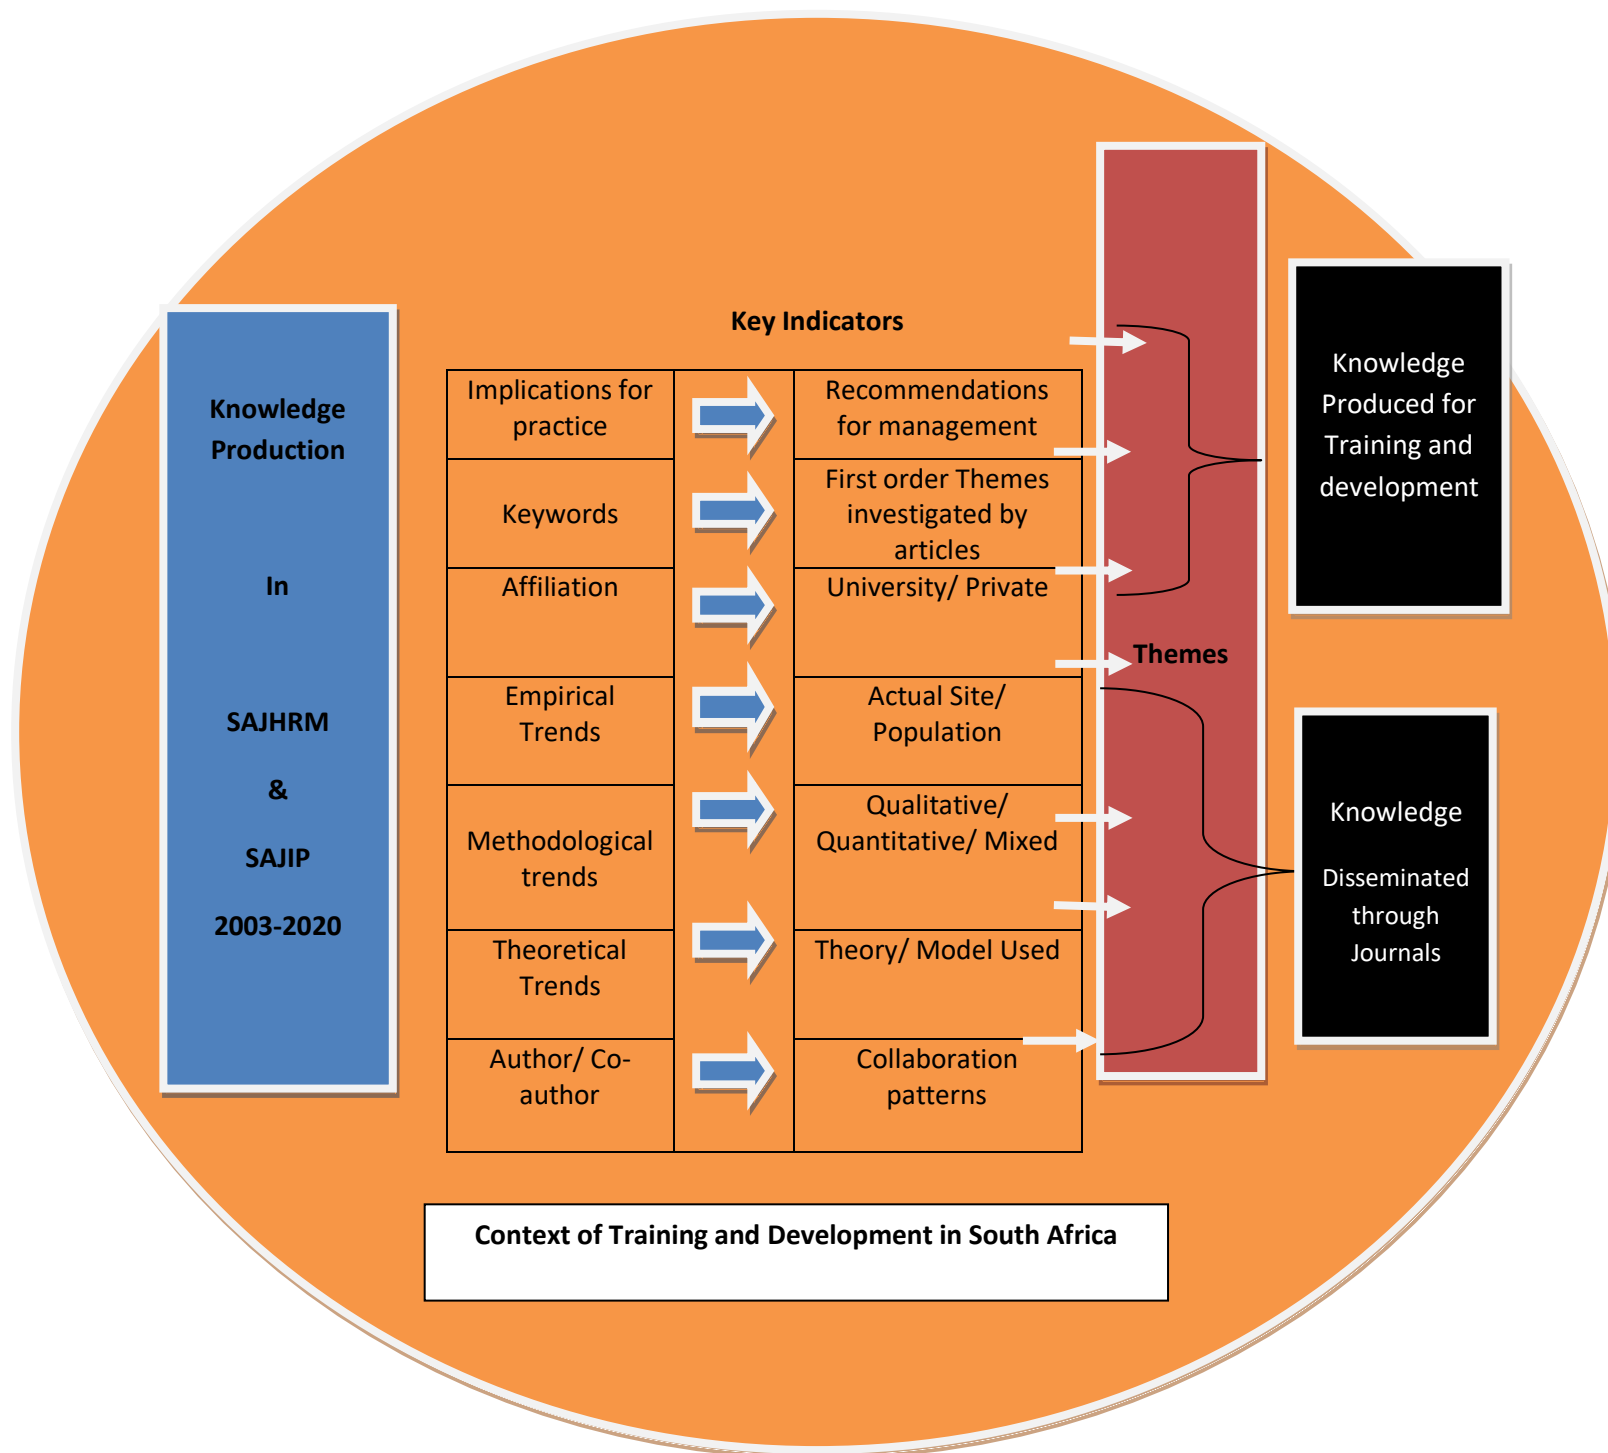 Knowledge
Production
In
SAJHRM
&
SAJIP
2003-2020
Key Indicators
Implications for
practice
Recommendations
for management
Keywords
First order Themes
investigated by
articles
Affiliation
University/ Private
Empirical
Trends
Actual Site/
Population
Methodological
trends
Qualitative/
Quantitative/ Mixed
Theoretical
Trends
Theory/ Model Used
Author/ Co-
author
Collaboration
patterns
Themes
Knowledge
Produced for
Training and
development
Knowledge
Disseminated
through
Journals
Context of Training and Development in South Africa